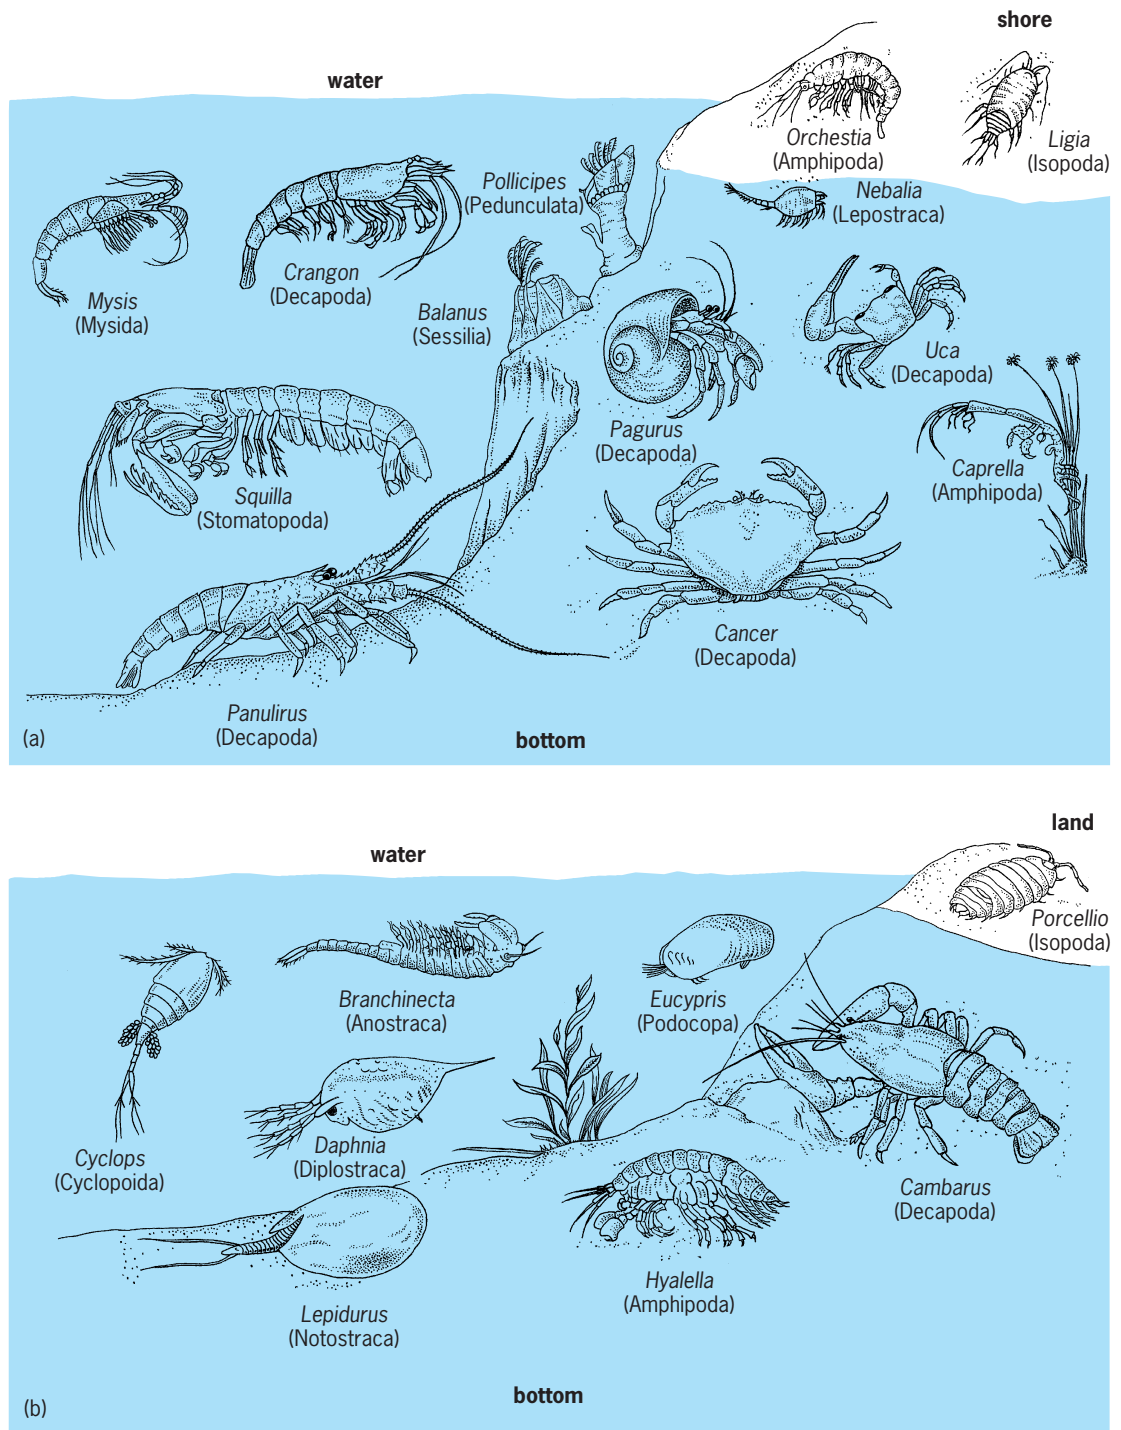 shore
water
Orchestia
(Amphipoda)
Ligia
(Isopoda)
Pollicipes
(Pedunculata)
Nebalia
(Lepostraca)
Crangon
(Decapoda)
Mysis
(Mysida)
Balanus
(Sessilia)
Uca
(Decapoda)
Pagurus
(Decapoda)
Caprella
(Amphipoda)
Squilla
(Stomatopoda)
Cancer
(Decapoda)
Panulirus
(Decapoda)
(a)
bottom
land
water
Porcellio
(Isopoda)
Branchinecta
(Anostraca)
Eucypris
(Podocopa)
Cyclops
(Cyclopoida)
Daphnia
(Diplostraca)
Cambarus
(Decapoda)
Hyalella
(Amphipoda)
Lepidurus
(Notostraca)
bottom
(b)